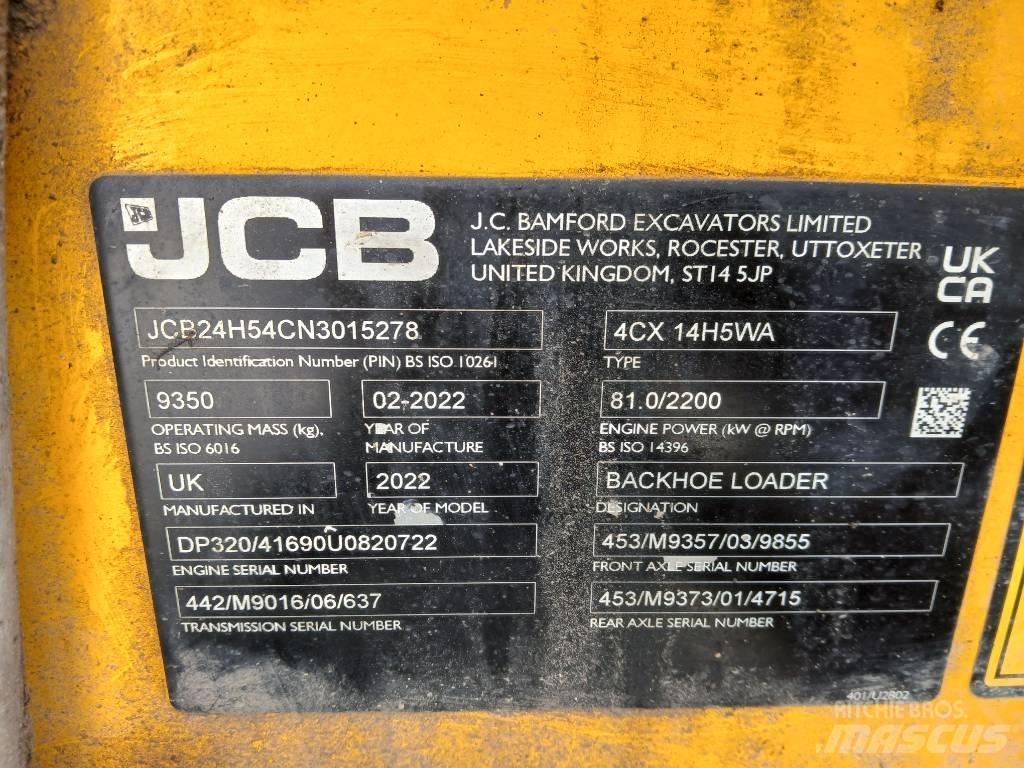 JCB
J.C. BAMFORD EXCAVATORS LIMITED
LAKESIDE WORKS, ROCESTER, UTTOXETER
UNITED KINGDOM, ST14 5JP
UK
CA
CE
JCB24H54CN3015278
Product Identification Number (PIN) BS ISO 10261
4CX 14H5WA
TYPE
9350
OPERATING MASS (kg),
BS ISO 6016
02-2022
YEAR OF
MANUFACTURE
81.0/2200
ENGINE POWER (kW @ RPM)
BS ISO 14396
UK
MANUFACTURED IN
2022
YEAR OF MODEL
BACKHOE LOADER
DESIGNATION
DP320/41690U0820722
ENGINE SERIAL NUMBER
453/M9357/03/9855
FRONT AXLE SERIAL NUMBER
442/M9016/06/637
TRANSMISSION SERIAL NUMBER
453/M9373/01/4715
REAR AXLE SERIAL NUMBER
401/U2802
RITCHIE BROS.
MASCUS